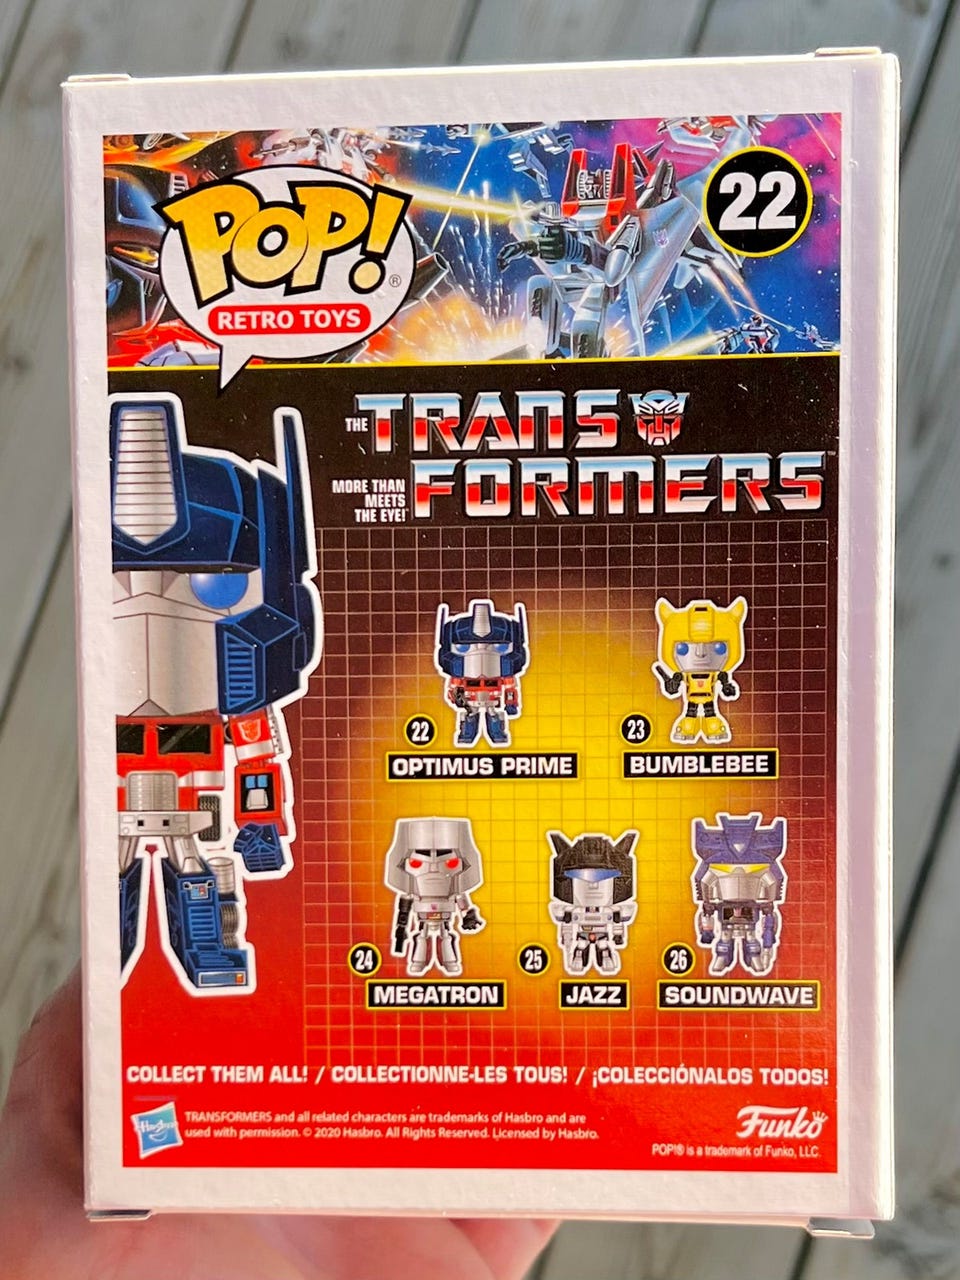 POP!®
22
RETRO TOYS
THE TRANS
FORMERS™
MORE THAN
MEETS
THE EYE!
22
OPTIMUS PRIME
23
BUMBLEBEE
24
MEGATRON
25
JAZZ
26
SOUNDWAVE
COLLECT THEM ALL! / COLLECTIONNE-LES TOUS! / ¡COLECCIÓNALOS TODOS!
Hasbro
TRANSFORMERS and all related characters are trademarks of Hasbro and are
used with permission. © 2020 Hasbro. All Rights Reserved. Licensed by Hasbro.
Funko
POP!® is a trademark of Funko, LLC.